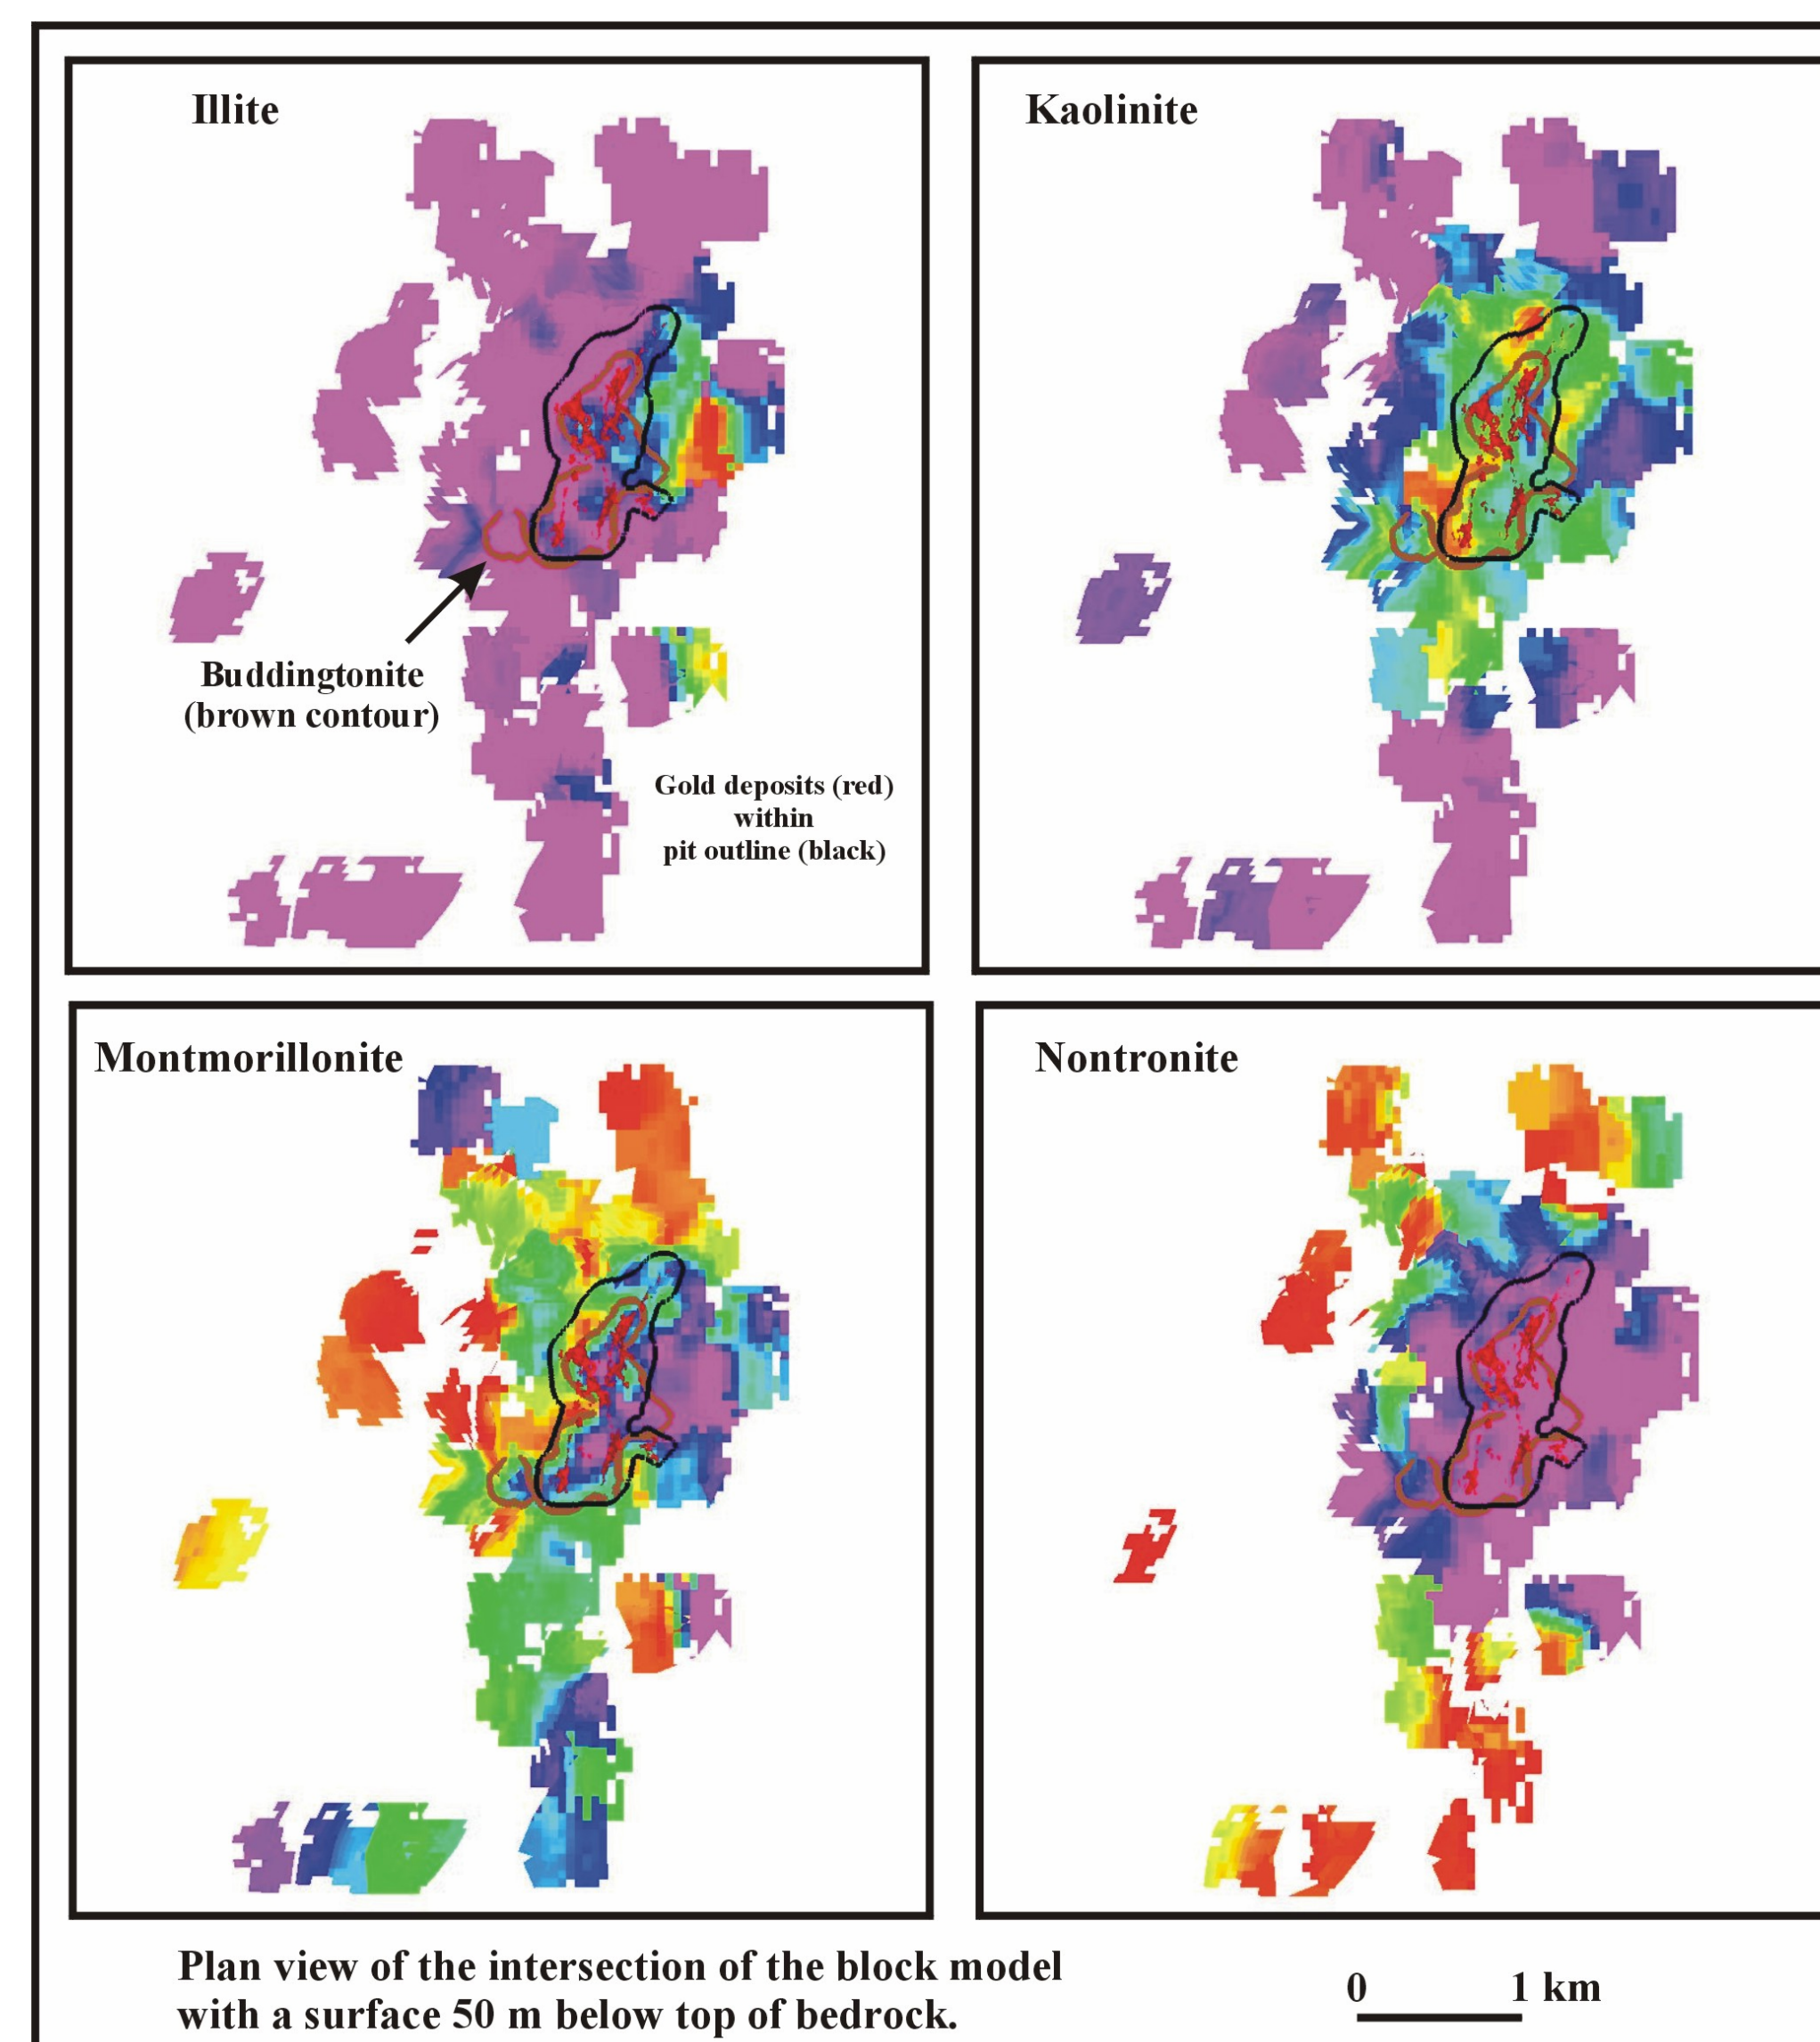 Illite
Kaolinite
Buddingtonite
(brown contour)
Gold deposits (red)
within
pit outline (black)
Montmorillonite
Nontronite
Plan view of the intersection of the block model
with a surface 50 m below top of bedrock.
0 1 km